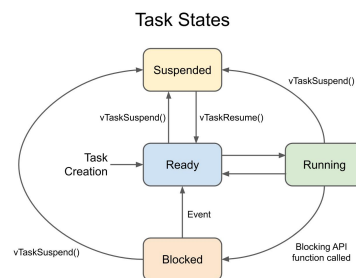 Task States
Suspended
vTaskSuspend()
vTaskSuspend()
vTaskResume()
Task
Creation
Ready
Running
Event
vTaskSuspend()
Blocked
Blocking API
function called